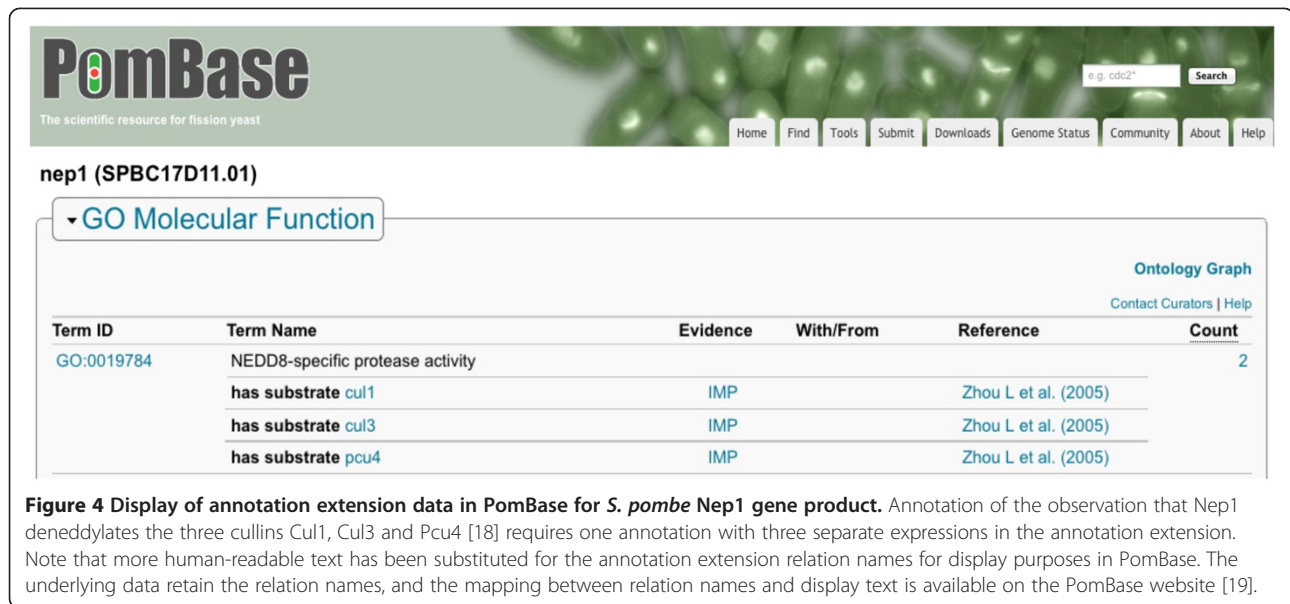 PomBase
The scientific resource for fission yeast
e.g. cdc2* Search
Home Find Tools Submit Downloads Genome Status Community About Help
nep1 (SPBC17D11.01)
GO Molecular Function
Ontology Graph
Contact Curators | Help
Term ID Term Name Evidence With/From Reference Count
GO:0019784 NEDD8-specific protease activity 2
has substrate cul1 IMP Zhou L et al. (2005)
has substrate cul3 IMP Zhou L et al. (2005)
has substrate pcu4 IMP Zhou L et al. (2005)
Figure 4 Display of annotation extension data in PomBase for S. pombe Nep1 gene product. Annotation of the observation that Nep1
deneddylates the three cullins Cul1, Cul3 and Pcu4 [18] requires one annotation with three separate expressions in the annotation extension.
Note that more human-readable text has been substituted for the annotation extension relation names for display purposes in PomBase. The
underlying data retain the relation names, and the mapping between relation names and display text is available on the PomBase website [19].